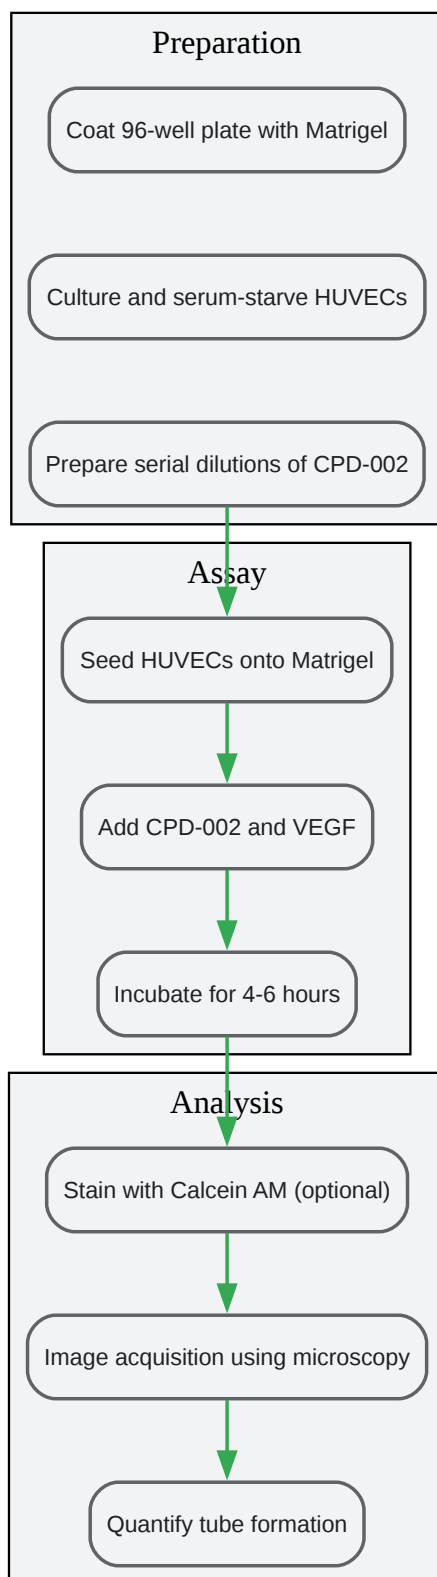 Preparation
Coat 96-well plate with Matrigel
Culture and serum-starve HUVECs
Prepare serial dilutions of CPD-002
Assay
Seed HUVECs onto Matrigel
Add CPD-002 and VEGF
Incubate for 4-6 hours
Analysis
Stain with Calcein AM (optional)
Image acquisition using microscopy
Quantify tube formation